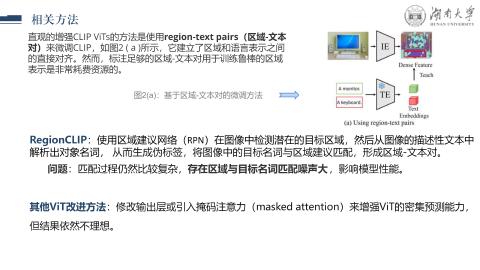 相关方法
湖南大学
HUNAN UNIVERSITY
直观的增强CLIP ViTs的方法是使用region-text pairs（区域-文本
对）来微调CLIP，如图2 ( a )所示，它建立了区域和语言表示之间
的直接对齐。然而，标注足够的区域-文本对用于训练鲁棒的区域
表示是非常耗费资源的。
图2(a)：基于区域-文本对的微调方法
IE
Dense Feature
Teach
A monitor.
A keyboard.
TE
Text
Embeddings
(a) Using region-text pairs
RegionCLIP：使用区域建议网络（RPN）在图像中检测潜在的目标区域，然后从图像的描述性文本中
解析出对象名词， 从而生成伪标签，将图像中的目标名词与区域建议匹配，形成区域-文本对。
问题：匹配过程仍然比较复杂，存在区域与目标名词匹配噪声大，影响模型性能。
其他ViT改进方法：修改输出层或引入掩码注意力（masked attention）来增强ViT的密集预测能力，
但结果依然不理想。